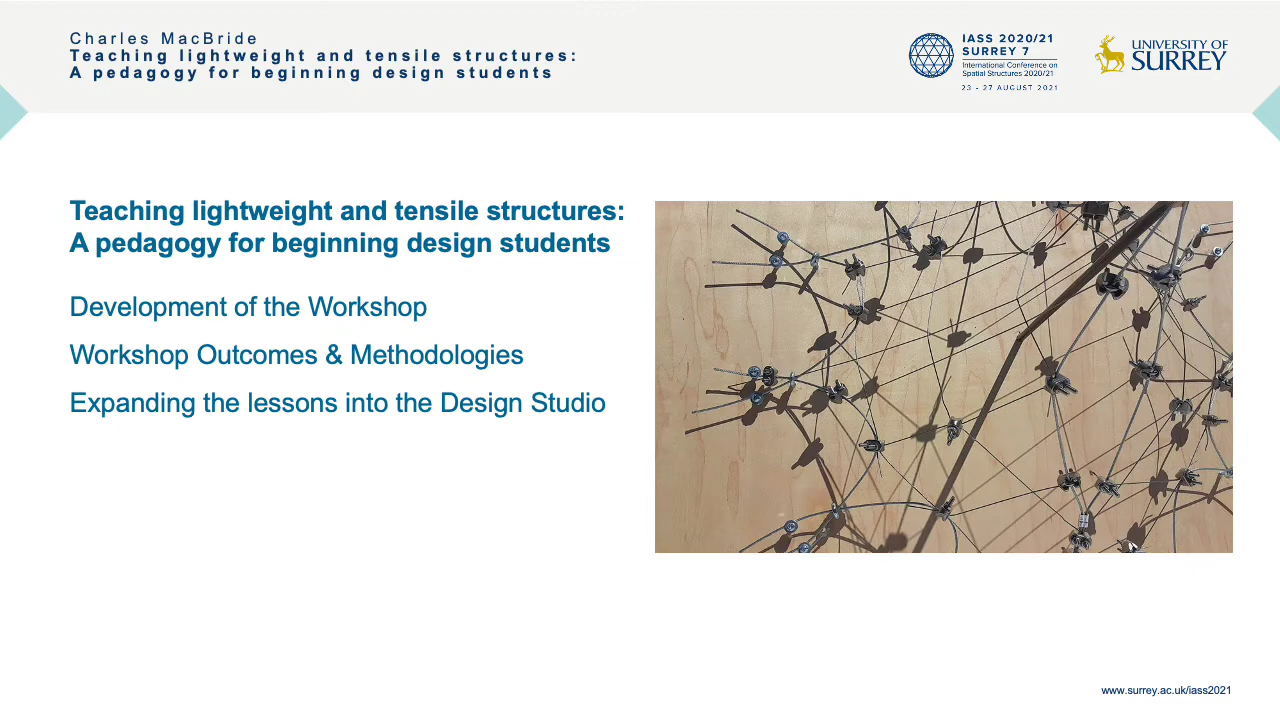 Charles MacBride
Teaching lightweight and tensile structures:
A pedagogy for beginning design students
IASS 2020/21
SURREY 7
International Conference on
Spatial Structures 2020/21
23 - 27 AUGUST 2021
UNIVERSITY OF
SURREY
Teaching lightweight and tensile structures:
A pedagogy for beginning design students
Development of the Workshop
Workshop Outcomes & Methodologies
Expanding the lessons into the Design Studio
www.surrey.ac.uk/iass2021